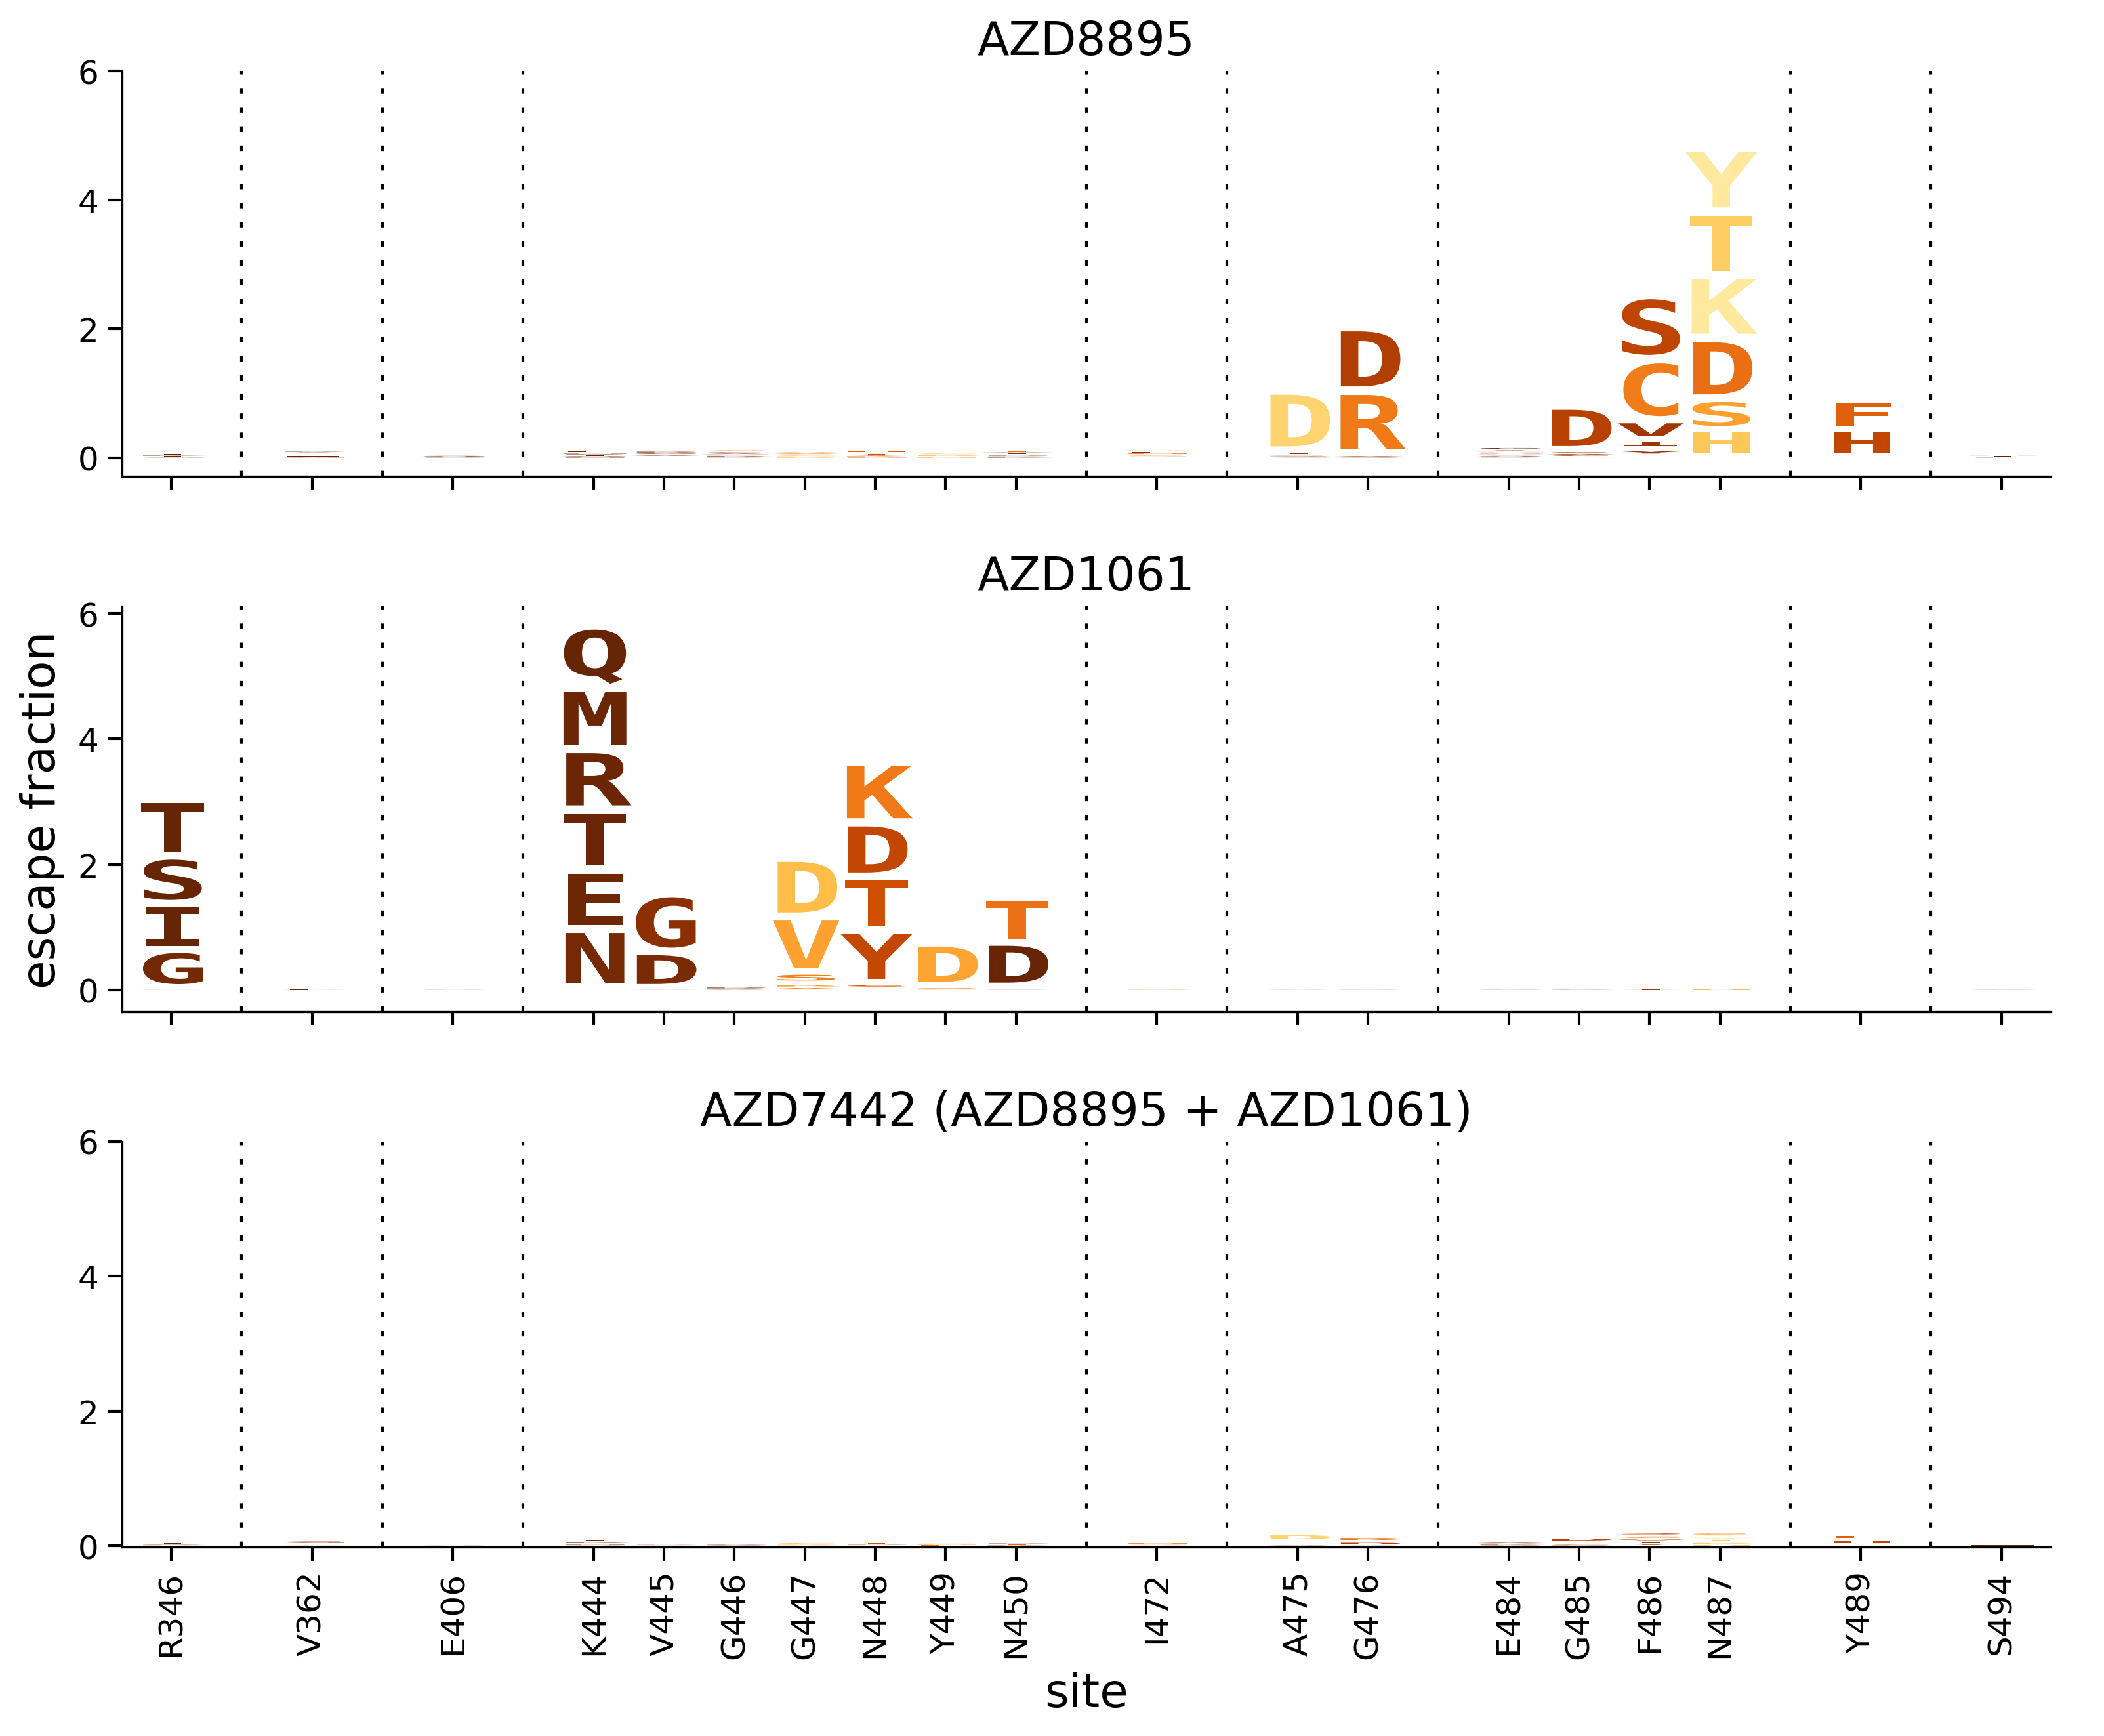 AZD8895
6
4
2
0
Y
T
K
D
S
H
S
C
V
D
R
D
D
F
H
AZD1061
escape fraction
6
4
2
0
T
S
I
G
Q
M
R
T
E
N
G
D
D
V
S
K
D
T
Y
D
T
D
AZD7442 (AZD8895 + AZD1061)
6
4
2
0
R346
V362
E406
K444
V445
G446
G447
N448
Y449
N450
I472
A475
G476
E484
G485
F486
N487
Y489
S494
site